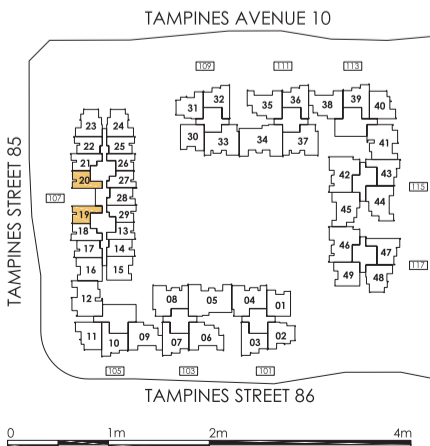 TAMPINES AVENUE 10
109 111 113
31 32 35 36 38 39 40
30 33 34 37 41
23 24
22 25
21 26
20 27
28
19 29
18 13
17 14
16 15
107
TAMPINES STREET 85
42 43
45 44
115
46 47
49 48
117
12 08 05 04 01
11 10 09 07 06 03 02
105 103 101
TAMPINES STREET 86
0 1m 2m 4m